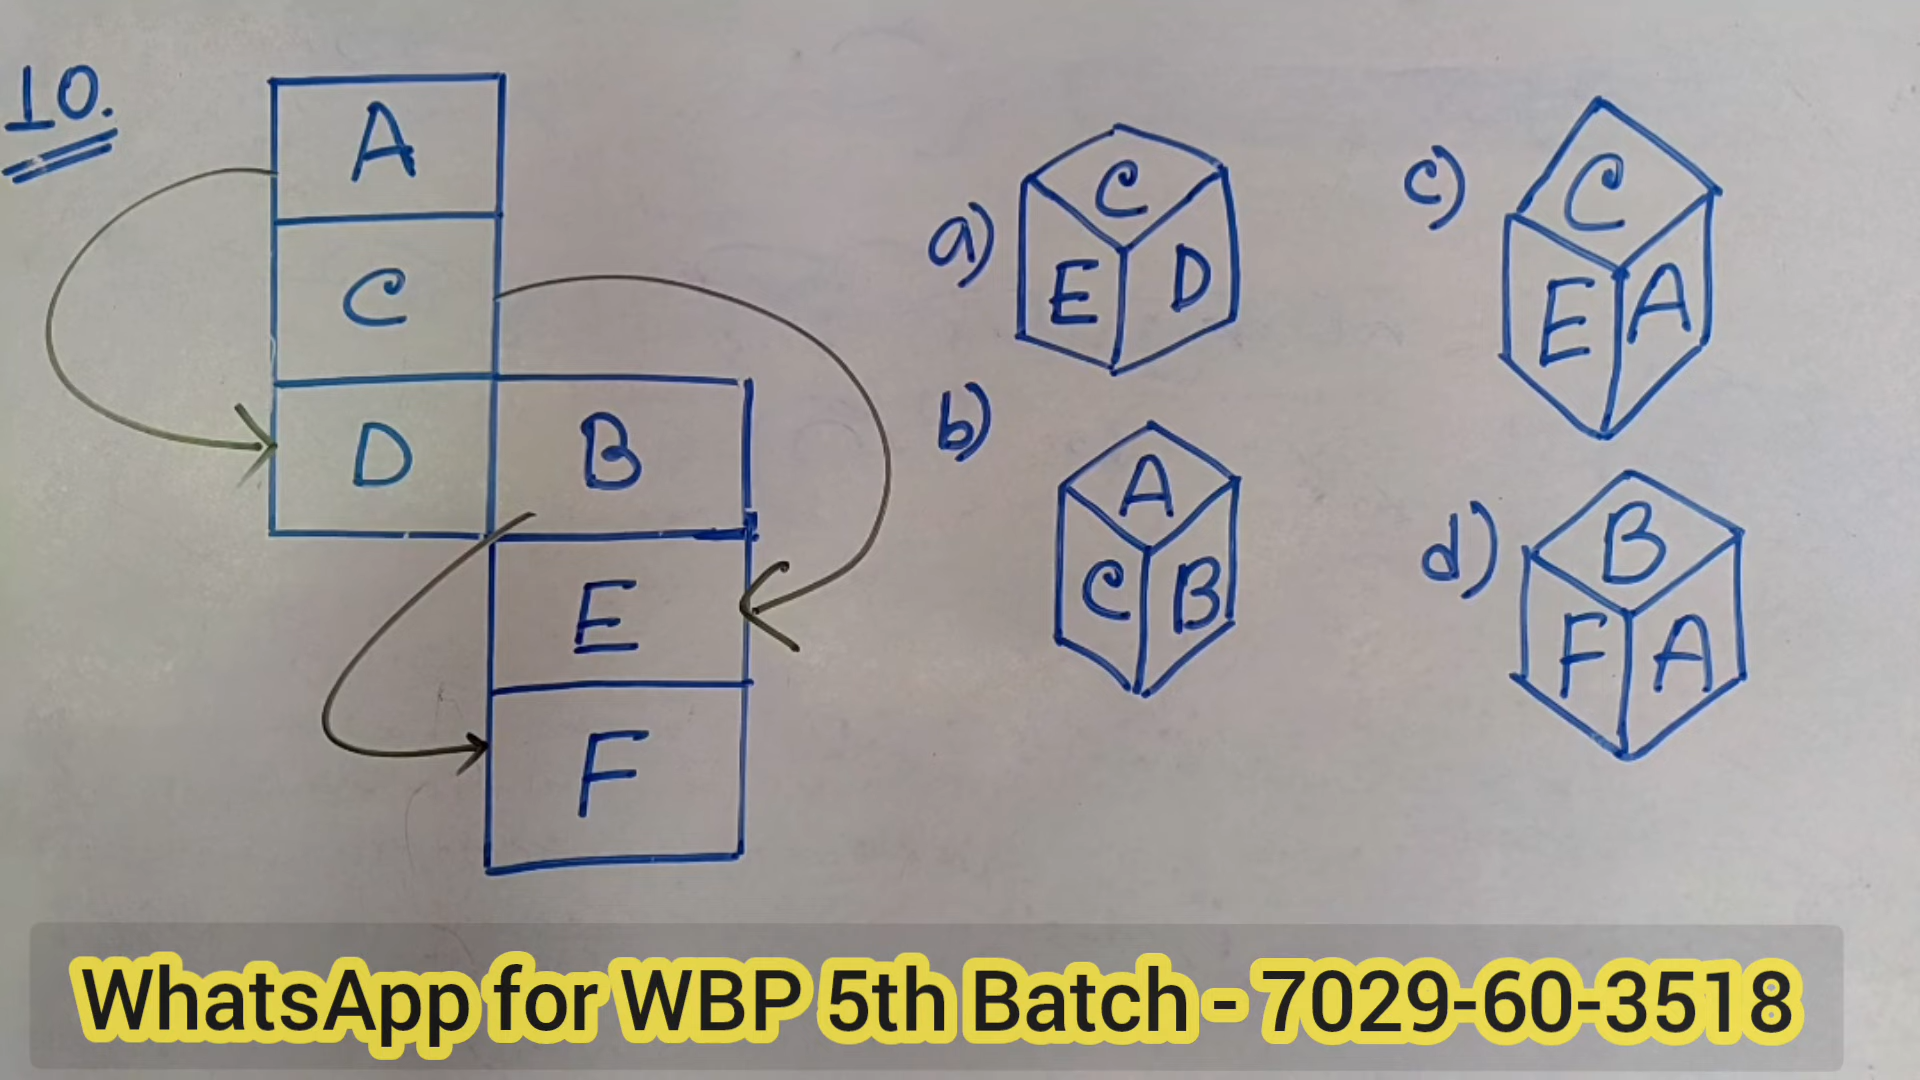 10.
A
C
D B
E
F
a) C E D
b) A C B
c) C E A
d) B F A
WhatsApp for WBP 5th Batch - 7029-60-3518